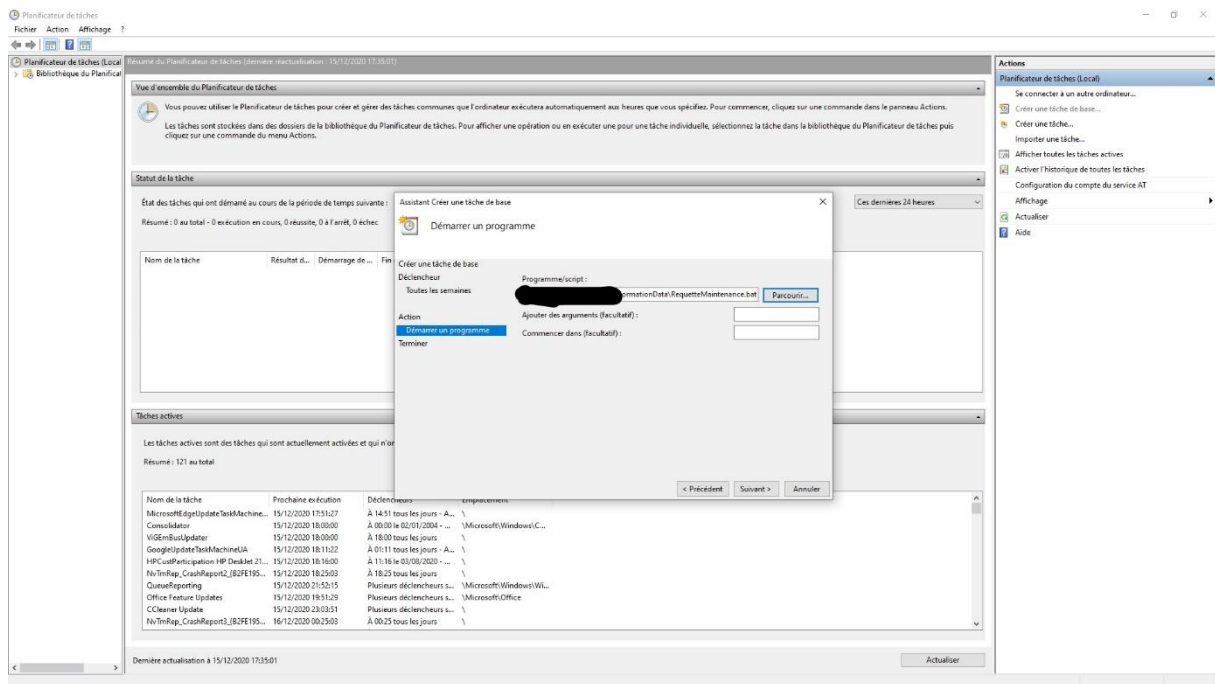 Planificateur de tâches
Fichier Action Affichage ?
Planificateur de tâches (Local
Bibliothèque du Planificat
Résumé du Planificateur de tâches (dernière réactualisation : 15/12/2020 17:35:01)
Vue d'ensemble du Planificateur de tâches
Vous pouvez utiliser le Planificateur de tâches pour créer et gérer des tâches communes que l'ordinateur exécutera automatiquement aux heures que vous spécifiez. Pour commencer, cliquez sur une commande dans le panneau Actions.
Les tâches sont stockées dans des dossiers de la bibliothèque du Planificateur de tâches. Pour afficher une opération ou en exécuter une pour une tâche individuelle, sélectionnez la tâche dans la bibliothèque du Planificateur de tâches puis
cliquez sur une commande du menu Actions.
Statut de la tâche
État des tâches qui ont démarré au cours de la période de temps suivante :
Ces dernières 24 heures
Résumé : 0 au total - 0 exécution en cours, 0 réussite, 0 à l'arrêt, 0 échec
Nom de la tâche Résultat d... Démarrage de ... Fin
Assistant Créer une tâche de base
Démarrer un programme
Créer une tâche de base
Déclencheur
Toutes les semaines
Action
Démarrer un programme
Terminer
Programme/script :
ormationData\RequetteMaintenance.bat Parcourir...
Ajouter des arguments (facultatif) :
Commencer dans (facultatif) :
< Précédent Suivant > Annuler
Tâches actives
Les tâches actives sont des tâches qui sont actuellement activées et qui n'or
Résumé : 121 au total
Nom de la tâche Prochaine exécution Déclencheurs Emplacement
MicrosoftEdgeUpdateTaskMachine... 15/12/2020 17:51:27 À 14:51 tous les jours - A... \
Consolidator 15/12/2020 18:00:00 À 00:00 le 02/01/2004 - ... \Microsoft\Windows\C...
ViGEmBusUpdater 15/12/2020 18:00:00 À 18:00 tous les jours \
GoogleUpdateTaskMachineUA 15/12/2020 18:11:22 À 01:11 tous les jours - A... \
HPCustParticipation HP DeskJet 21... 15/12/2020 18:16:00 À 11:16 le 03/08/2020 - ... \
NvTmRep_CrashReport2_{B2FE195... 15/12/2020 18:25:03 À 18:25 tous les jours \
QueueReporting 15/12/2020 21:52:15 Plusieurs déclencheurs s... \Microsoft\Windows\Wi...
Office Feature Updates 15/12/2020 19:51:29 Plusieurs déclencheurs s... \Microsoft\Office
CCleaner Update 15/12/2020 23:03:51 Plusieurs déclencheurs s... \
NvTmRep_CrashReport3_{B2FE195... 16/12/2020 00:25:03 À 00:25 tous les jours \
Dernière actualisation à 15/12/2020 17:35:01
Actualiser
Actions
Planificateur de tâches (Local)
Se connecter à un autre ordinateur...
Créer une tâche de base...
Créer une tâche...
Importer une tâche...
Afficher toutes les tâches actives
Activer l'historique de toutes les tâches
Configuration du compte du service AT
Affichage
Actualiser
Aide